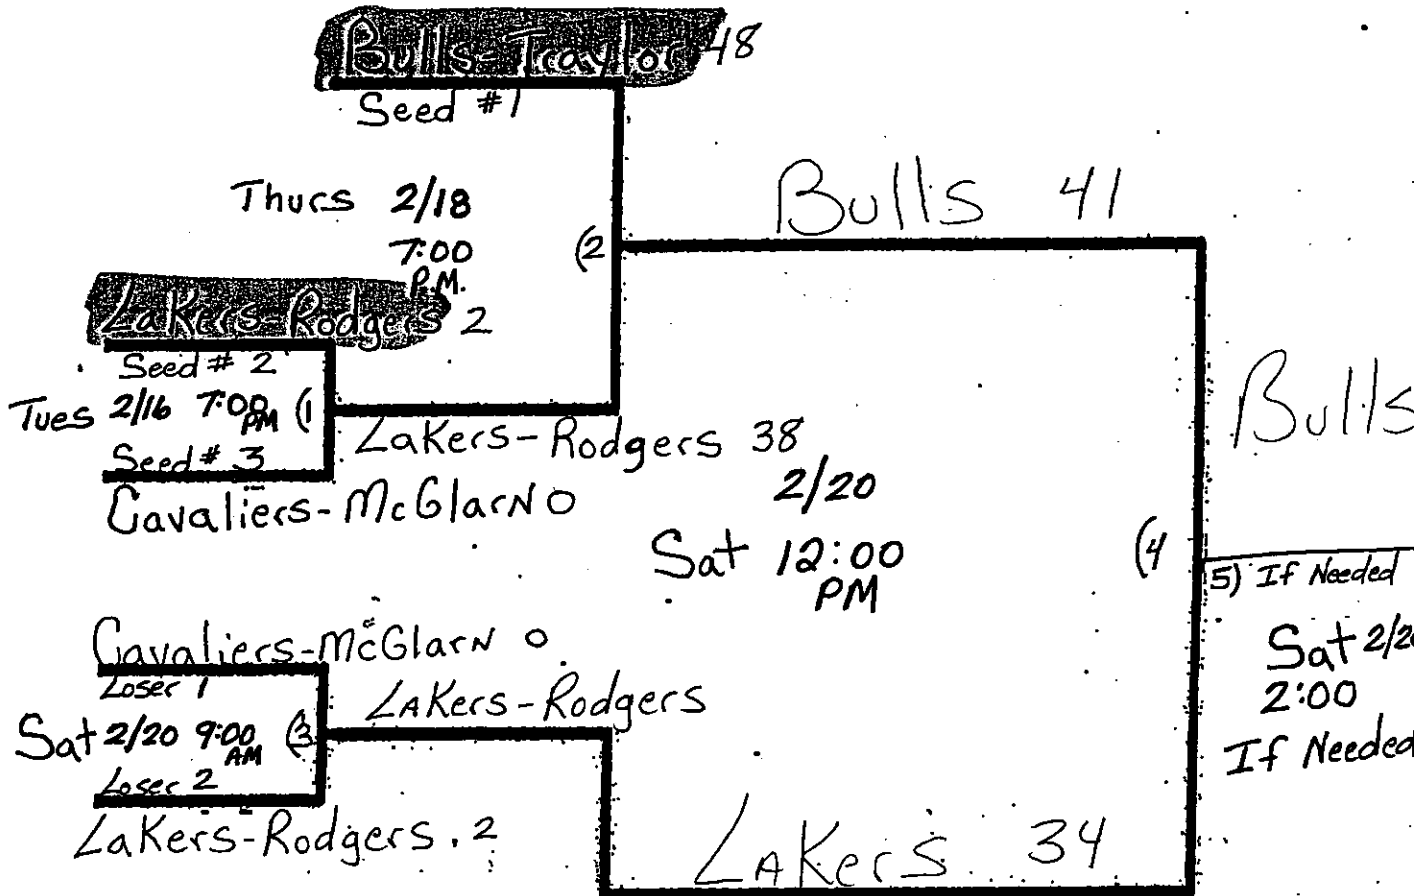 Bulls-Traylor 48
Seed #1
Thurs 2/18
7:00
P.M.
(2
Bulls 41
Lakers-Rodgers 2
Seed # 2
Tues 2/16 7:00 PM (1
Seed # 3
Cavaliers-McGlarN 0
Lakers-Rodgers 38
2/20
Sat 12:00
PM
Bulls
(4
5) If Needed
Sat 2/20
2:00
If Needed
Cavaliers-McGlarN 0
Loser 1
Sat 2/20 9:00 AM (3
Loser 2
Lakers-Rodgers. 2
LAKers-Rodgers
LAKers 34